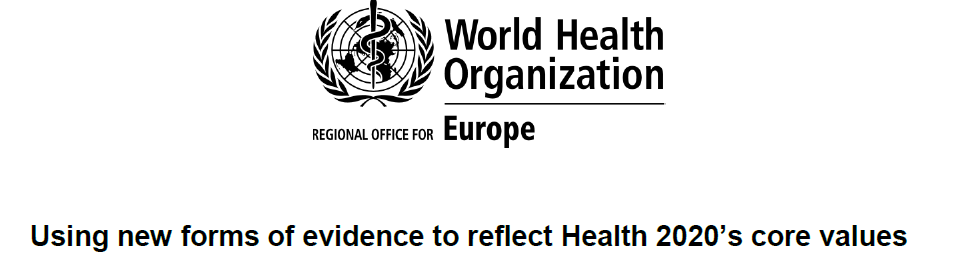 World Health
Organization
REGIONAL OFFICE FOR Europe
Using new forms of evidence to reflect Health 2020’s core values